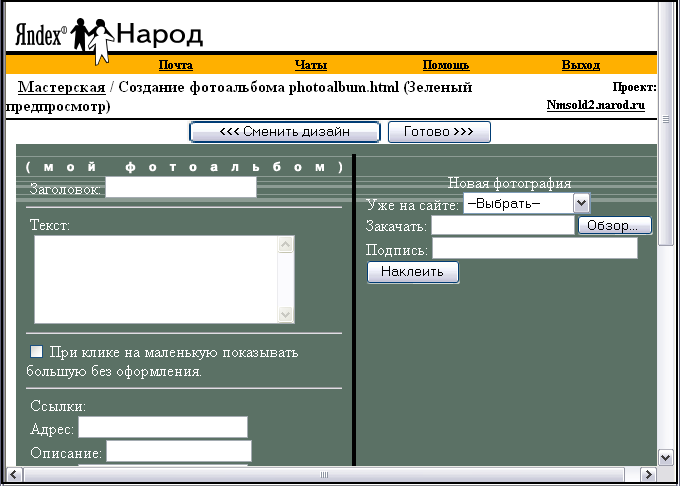 Яndex® Народ
Почта Чаты Помощь Выход
Мастерская / Создание фотоальбома photoalbum.html (Зеленый
предпросмотр)
Проект:
Nmsold2.narod.ru
<<< Сменить дизайн Готово >>>
(мой фотоальбом)
Заголовок:
Текст:
При клике на маленькую показывать
большую без оформления.
Ссылки:
Адрес:
Описание:
Новая фотография
Уже на сайте: --Выбрать--
Закачать: Обзор...
Подпись:
Наклеить